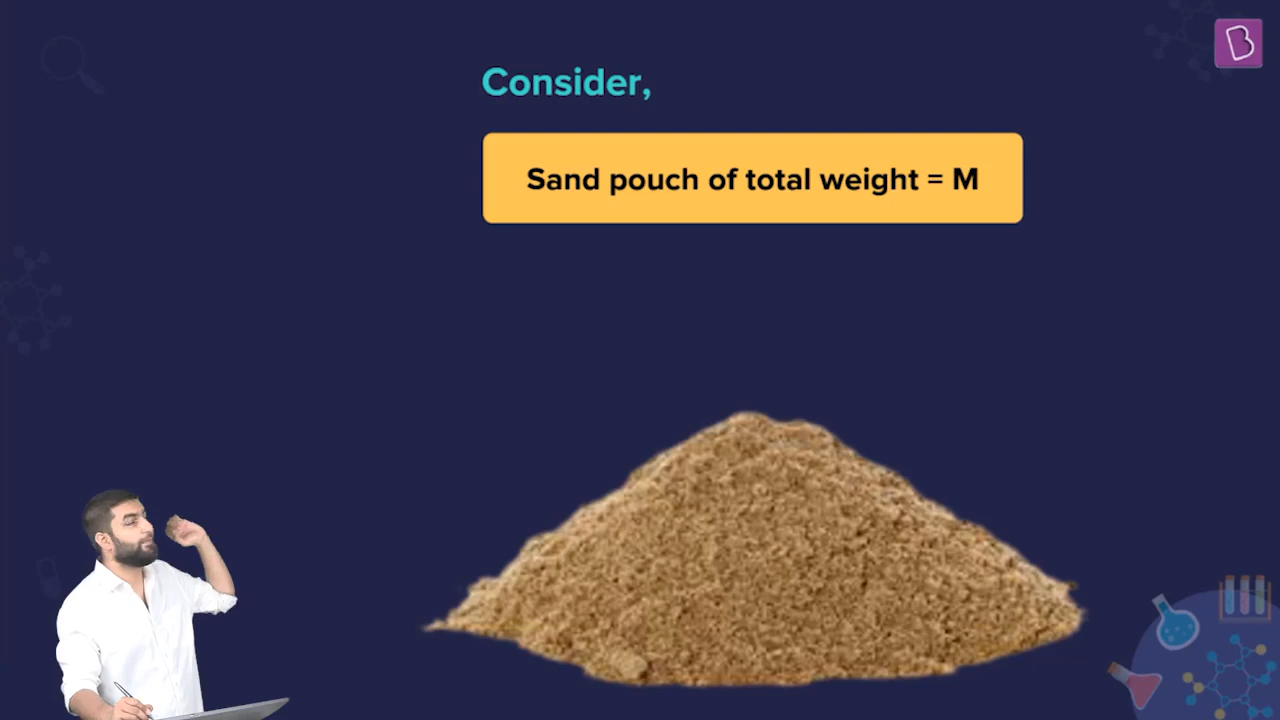 Consider,
Sand pouch of total weight = M